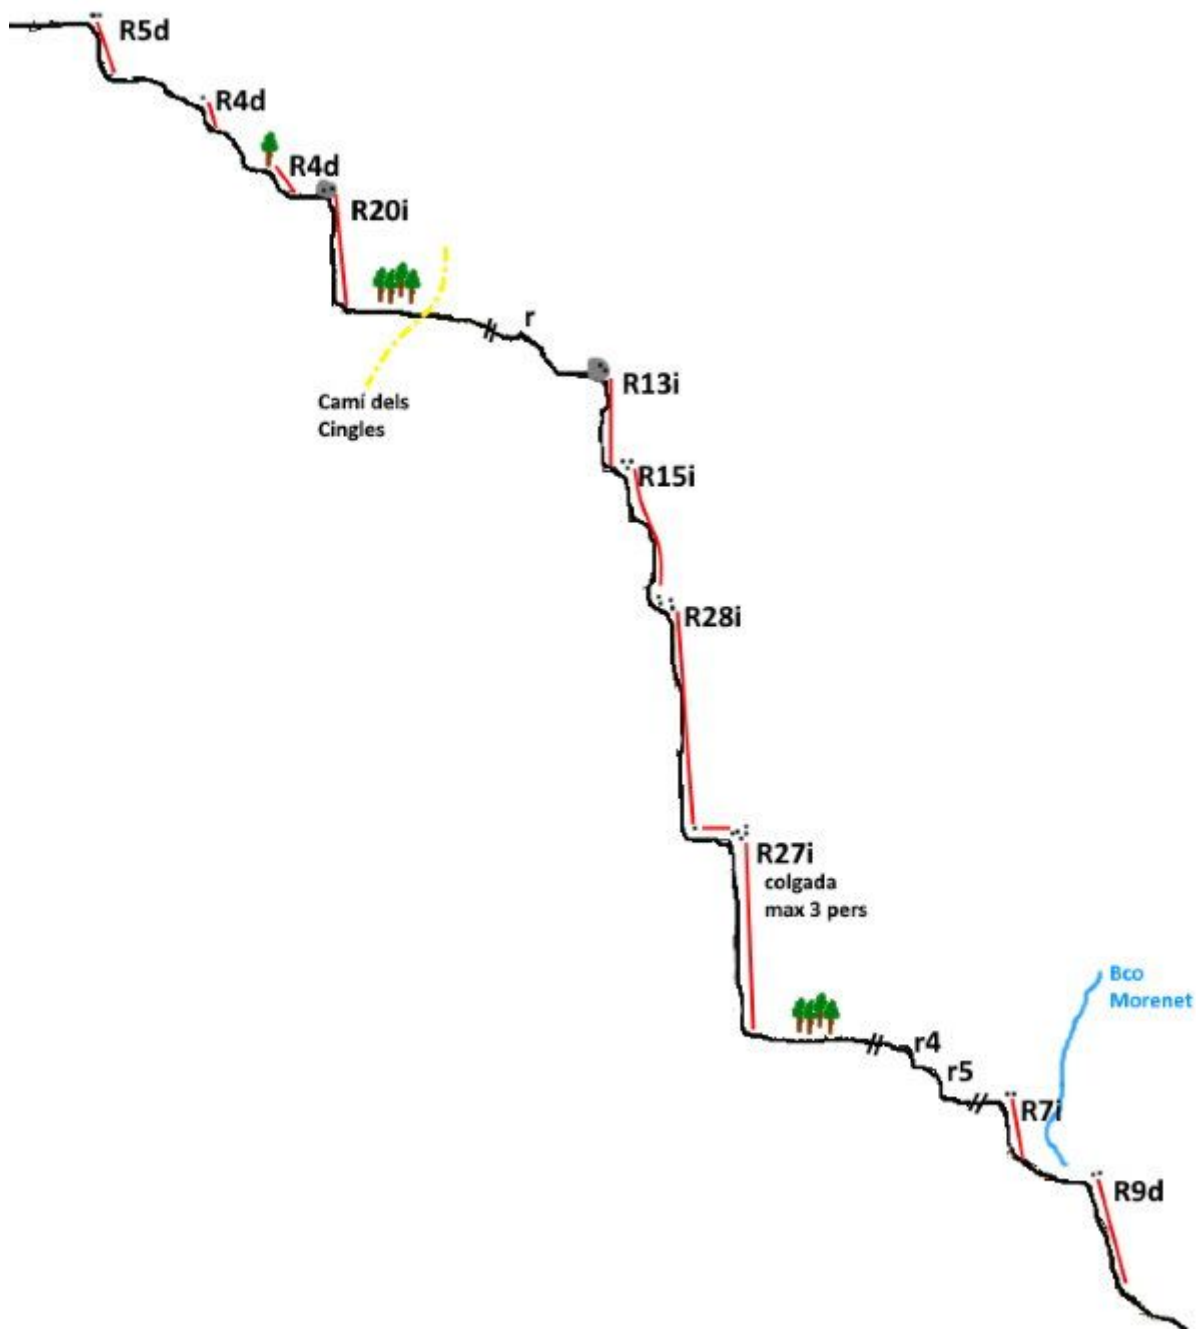 R5d
R4d
R4d
R20i
r
Camí dels
Cingles
R13i
R15i
R28i
R27i
colgada
max 3 pers
Bco
Morenet
r4
r5
R7i
R9d